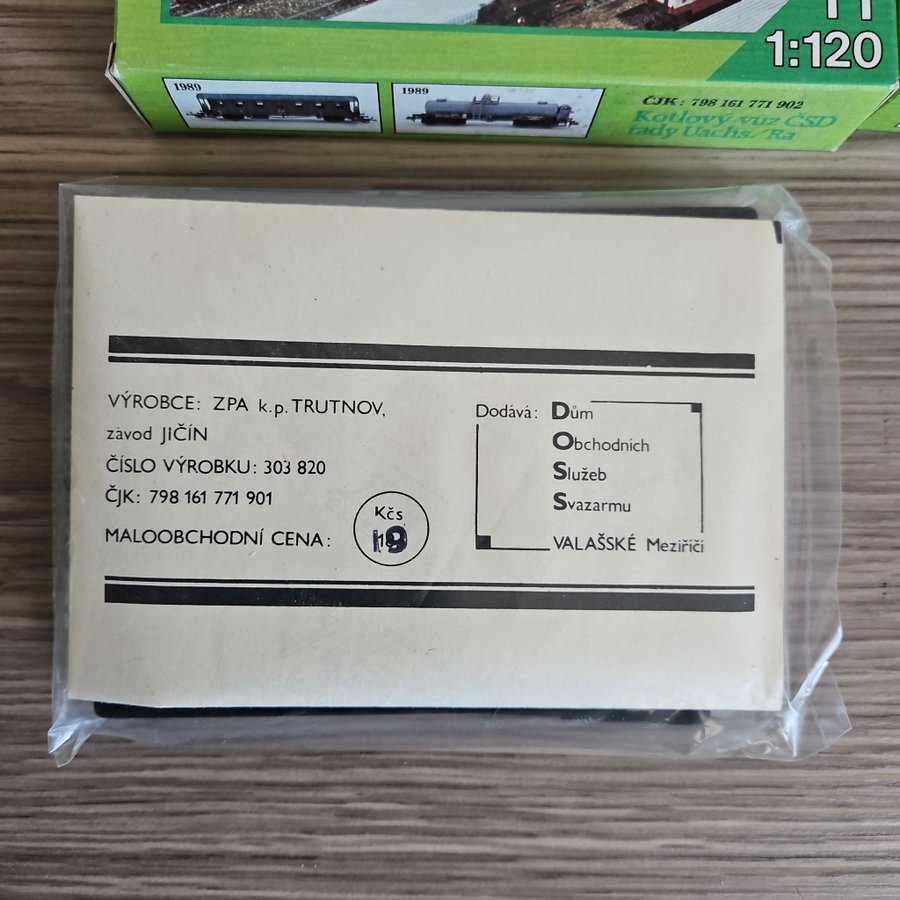 TT
1:120
1989
1989
ČJK: 798 161 771 902
Kotlový vůz ČSD
řady Uachs/Ra
VÝROBCE: ZPA k.p. TRUTNOV,
závod JIČÍN
ČÍSLO VÝROBKU: 303 820
ČJK: 798 161 771 901
MALOOBCHODNÍ CENA:
Kčs
19
Dodává: Dům
Obchodnich
Služeb
Svazarmu
VALAŠSKÉ Meziříčí